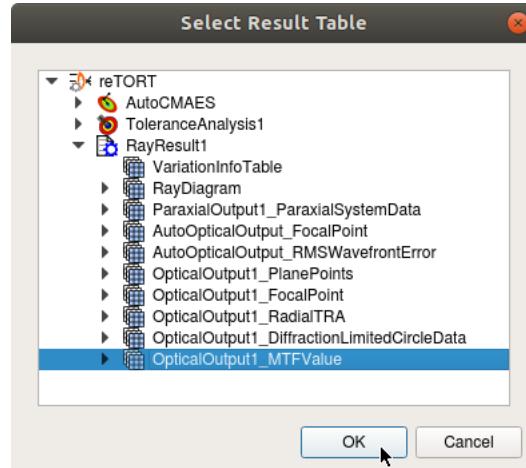 Select Result Table
reTORT
AutoCMAES
ToleranceAnalysis1
RayResult1
VariationInfoTable
RayDiagram
ParaxialOutput1_ParaxialSystemData
AutoOpticalOutput_FocalPoint
AutoOpticalOutput_RMSWavefrontError
OpticalOutput1_PlanePoints
OpticalOutput1_FocalPoint
OpticalOutput1_RadialTRA
OpticalOutput1_DiffractionLimitedCircleData
OpticalOutput1_MTFValue
OK Cancel